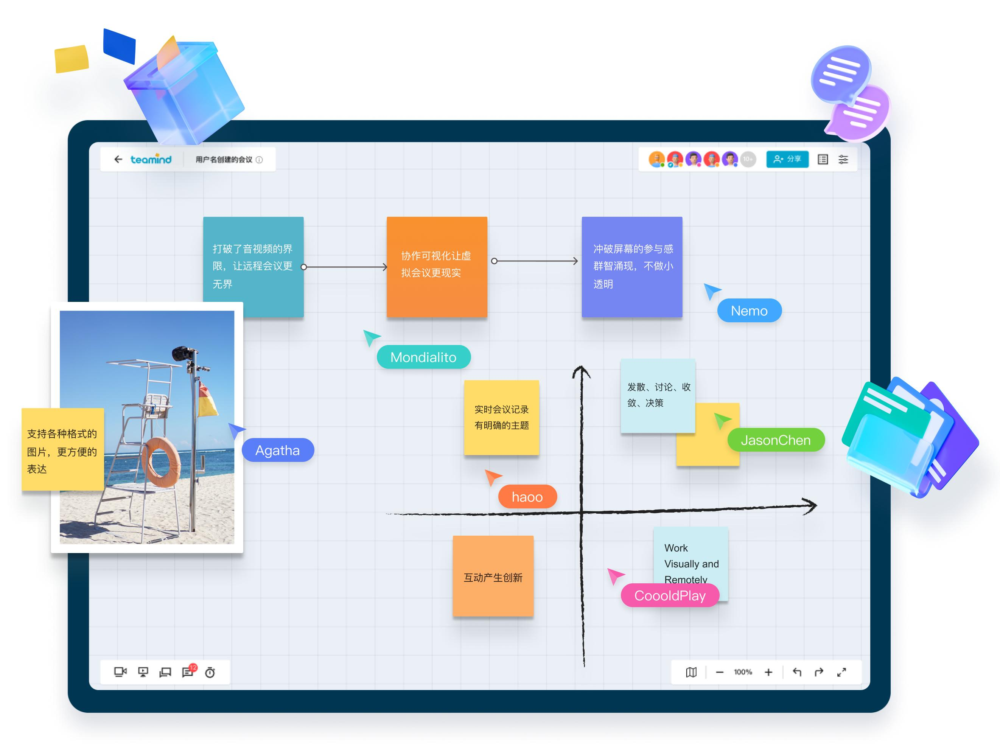 teamind
用户名创建的会议
10+
分享
打破了音视频的界
限，让远程会议更
无界
协作可视化让虚
拟会议更现实
冲破屏幕的参与感
群智涌现，不做小
透明
Nemo
Mondialito
发散、讨论、收
敛、决策
实时会议记录
有明确的主题
JasonChen
支持各种格式的
图片，更方便的
表达
Agatha
haoo
Work
Visually and
Remotely
互动产生创新
CoooldPlay
12
100%